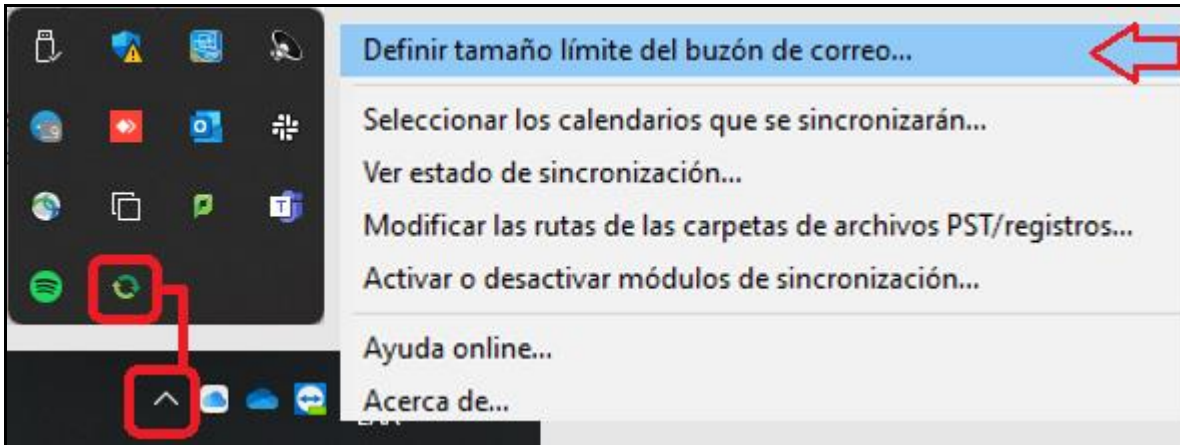 Definir tamaño límite del buzón de correo...
Seleccionar los calendarios que se sincronizarán...
Ver estado de sincronización...
Modificar las rutas de las carpetas de archivos PST/registros...
Activar o desactivar módulos de sincronización...
Ayuda online...
Acerca de...